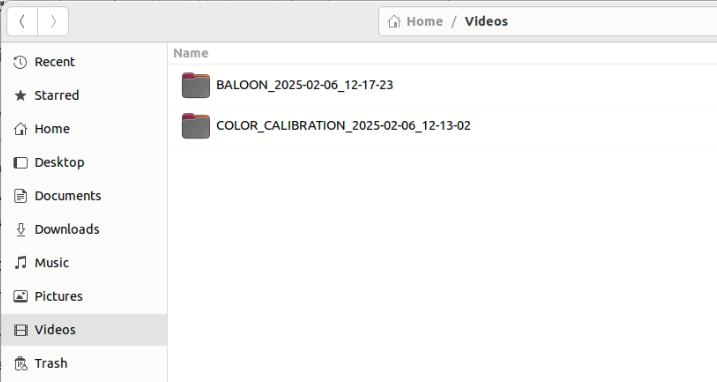 Home / Videos
Recent
Starred
Home
Desktop
Documents
Downloads
Music
Pictures
Videos
Trash
Name
BALOON_2025-02-06_12-17-23
COLOR_CALIBRATION_2025-02-06_12-13-02